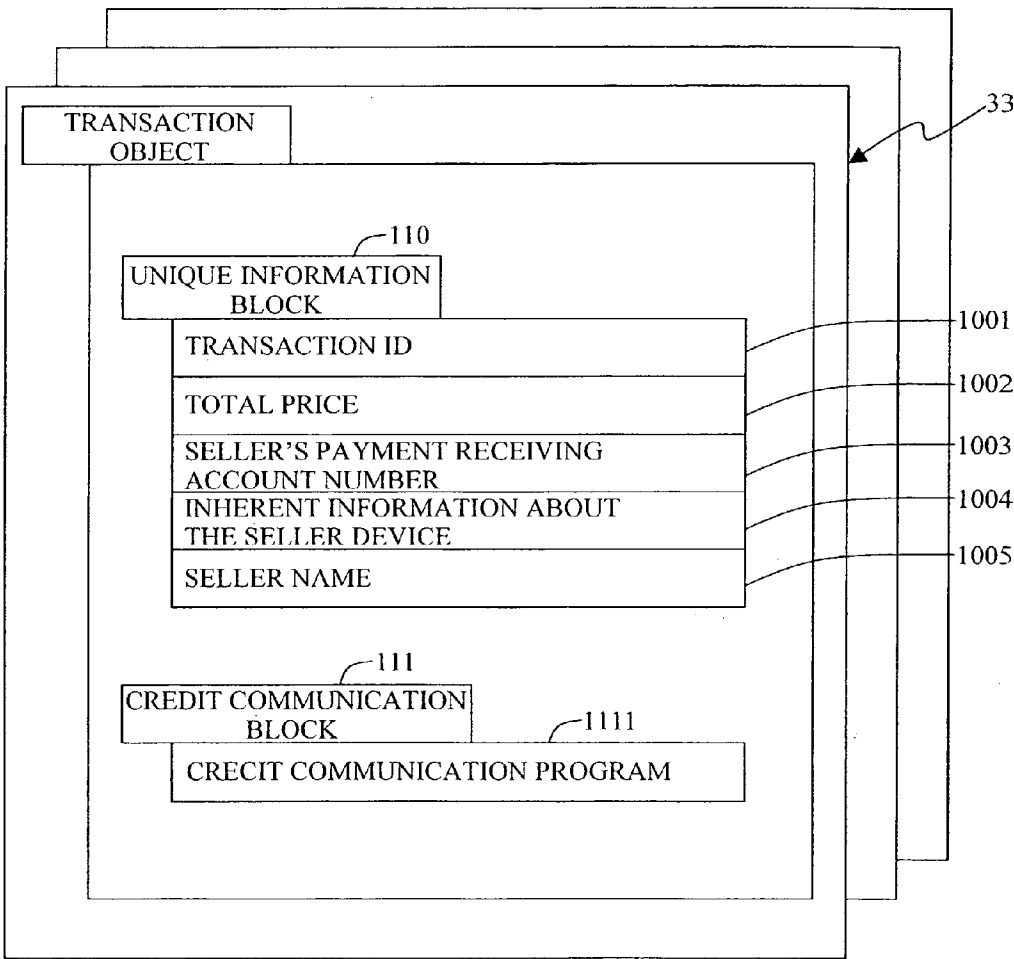 33
TRANSACTION
OBJECT
110
UNIQUE INFORMATION
BLOCK
TRANSACTION ID
1001
TOTAL PRICE
1002
SELLER'S PAYMENT RECEIVING
ACCOUNT NUMBER
1003
INHERENT INFORMATION ABOUT
THE SELLER DEVICE
1004
SELLER NAME
1005
111
CREDIT COMMUNICATION
BLOCK
1111
CRECIT COMMUNICATION PROGRAM